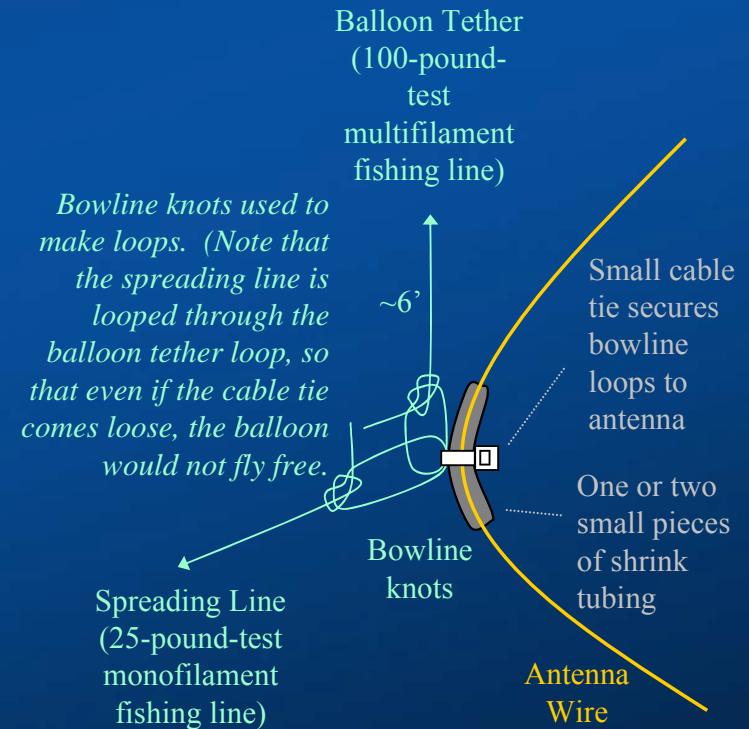 Balloon Tether
(100-pound-
test
multifilament
fishing line)
Bowline knots used to
make loops. (Note that
the spreading line is
looped through the
balloon tether loop, so
that even if the cable tie
comes loose, the balloon
would not fly free.
~6’
Small cable
tie secures
bowline
loops to
antenna
One or two
small pieces
of shrink
tubing
Bowline
knots
Spreading Line
(25-pound-test
monofilament
fishing line)
Antenna
Wire